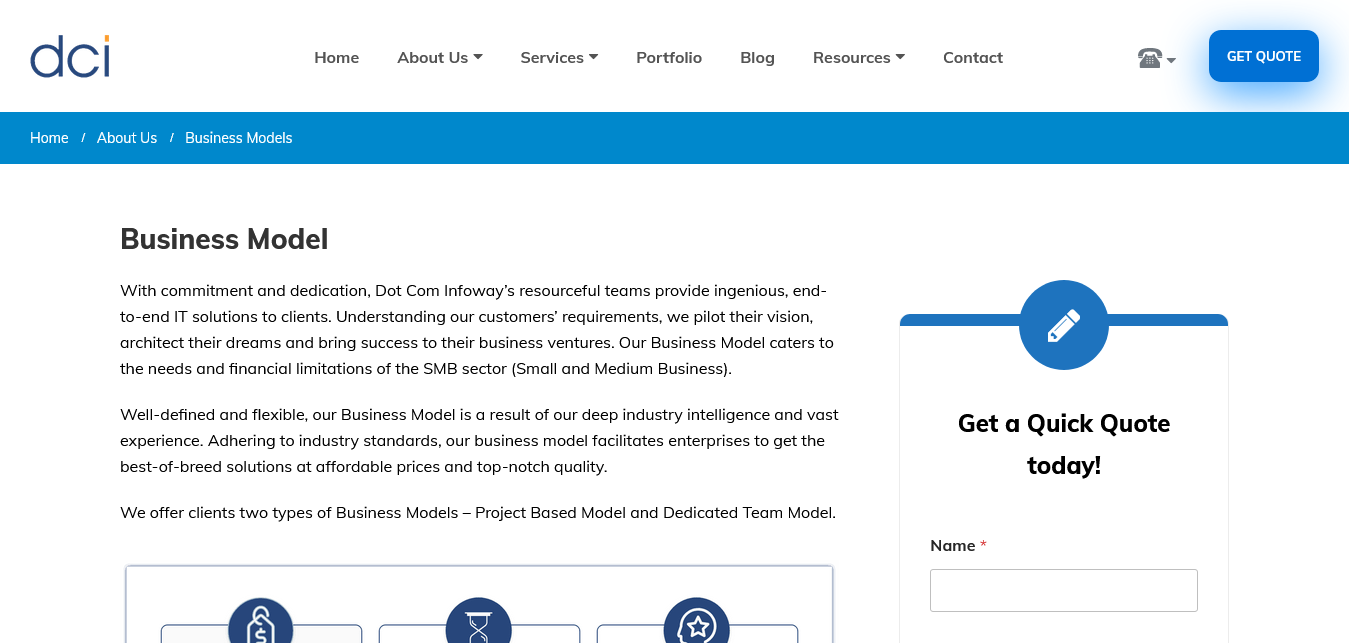 dci
Home
About Us
Services
Portfolio
Blog
Resources
Contact
GET QUOTE
Home / About Us / Business Models
Business Model
With commitment and dedication, Dot Com Infoway’s resourceful teams provide ingenious, end-
to-end IT solutions to clients. Understanding our customers’ requirements, we pilot their vision,
architect their dreams and bring success to their business ventures. Our Business Model caters to
the needs and financial limitations of the SMB sector (Small and Medium Business).
Well-defined and flexible, our Business Model is a result of our deep industry intelligence and vast
experience. Adhering to industry standards, our business model facilitates enterprises to get the
best-of-breed solutions at affordable prices and top-notch quality.
We offer clients two types of Business Models – Project Based Model and Dedicated Team Model.
$
Get a Quick Quote
today!
Name *